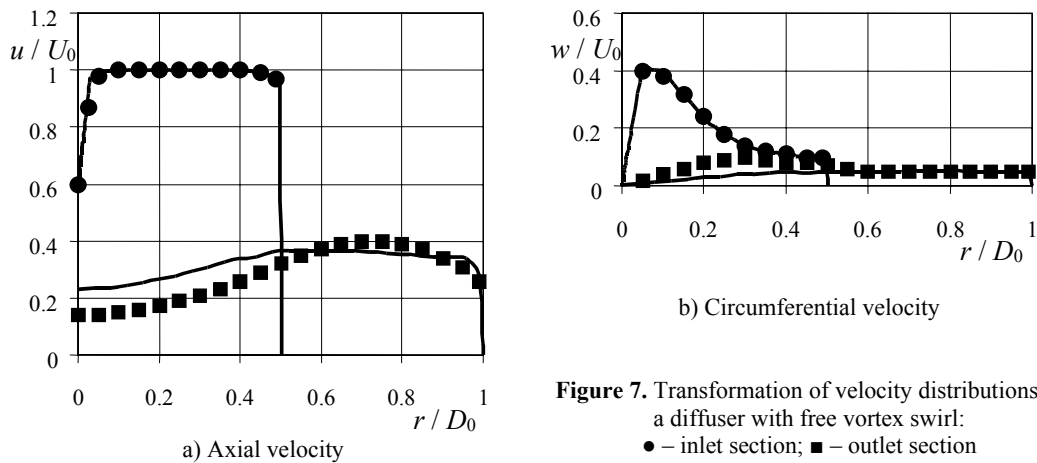 1.2
u / U0
1
0.8
0.6
0.4
0.2
0
0 0.2 0.4 0.6 0.8 1
r / D0
a) Axial velocity
0.6
w / U0
0.4
0.2
0
0 0.2 0.4 0.6 0.8 1
r / D0
b) Circumferential velocity
Figure 7. Transformation of velocity distributions
a diffuser with free vortex swirl:
● – inlet section; ■ – outlet section